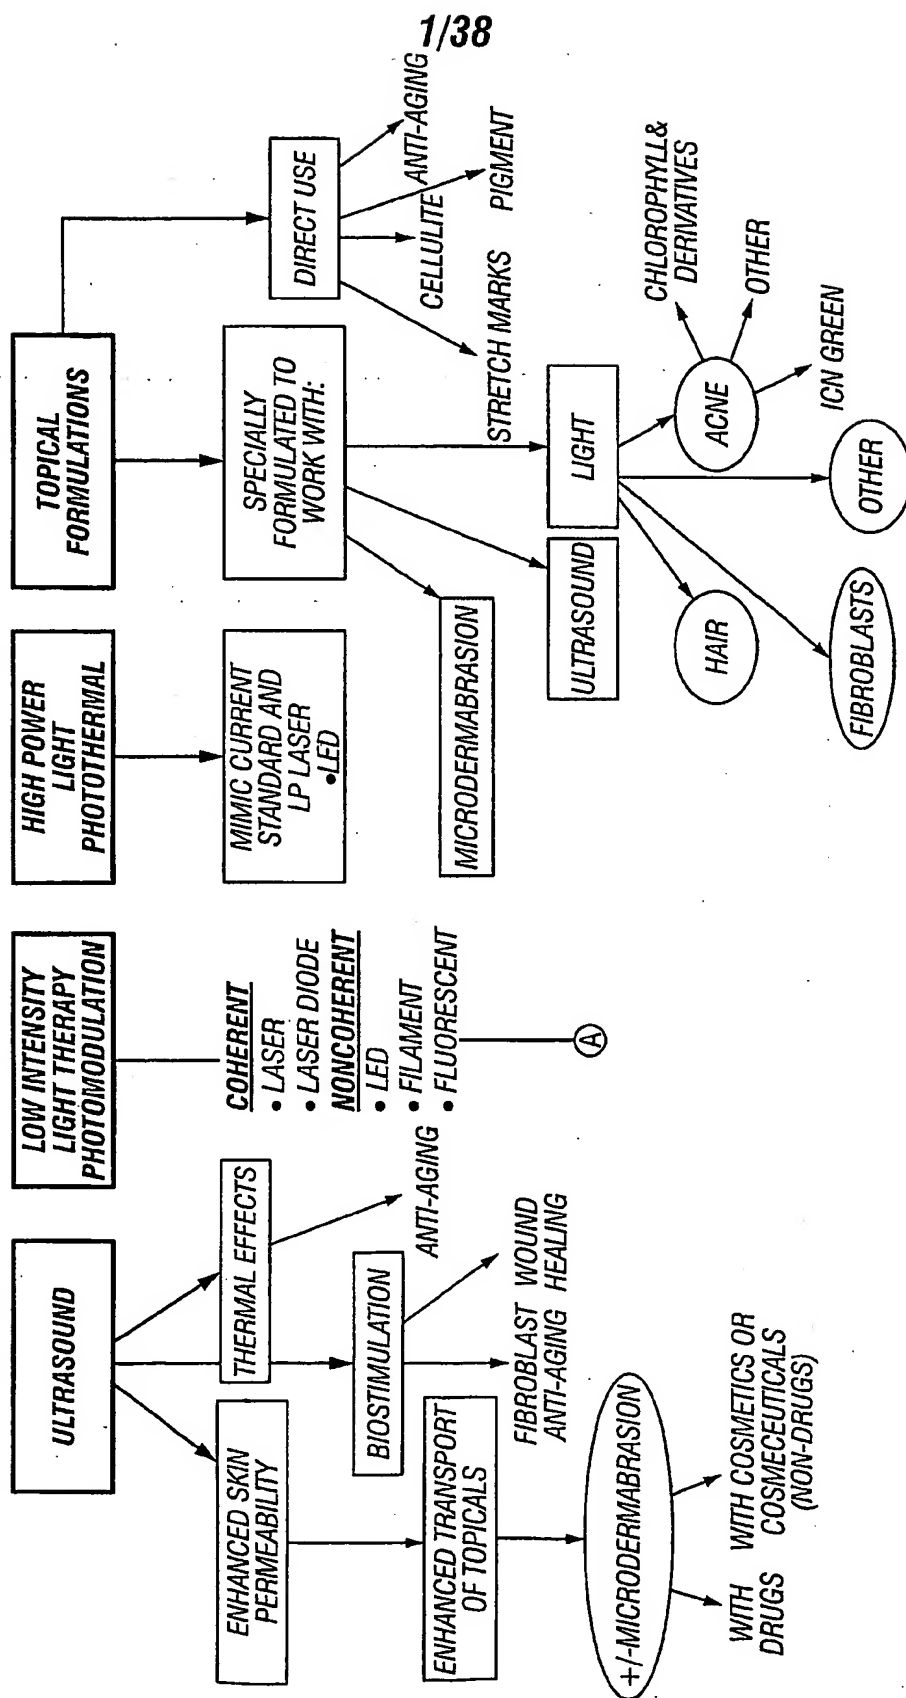 1/38
ULTRASOUND
ENHANCED SKIN
PERMEABILITY
THERMAL EFFECTS
ANTI-AGING
BIOSTIMULATION
FIBROBLAST
ANTI-AGING
WOUND
HEALING
ENHANCED TRANSPORT
OF TOPICALS
+/-MICRODERMABRASION
WITH
DRUGS
WITH COSMETICS OR
COSMECEUTICALS
(NON-DRUGS)
LOW INTENSITY
LIGHT THERAPY
PHOTOMODULATION
COHERENT
• LASER
• LASER DIODE
NONCOHERENT
• LED
• FILAMENT
• FLUORESCENT
A
HIGH POWER
LIGHT
PHOTOTHERMAL
MIMIC CURRENT
STANDARD AND
LP LASER
•LED
TOPICAL
FORMULATIONS
SPECIALLY
FORMULATED TO
WORK WITH:
MICRODERMABRASION
ULTRASOUND
LIGHT
HAIR
FIBROBLASTS
OTHER
ACNE
CHLOROPHYLL&
DERIVATIVES
OTHER
ICN GREEN
DIRECT USE
STRETCH MARKS
CELLULITE
PIGMENT
ANTI-AGING